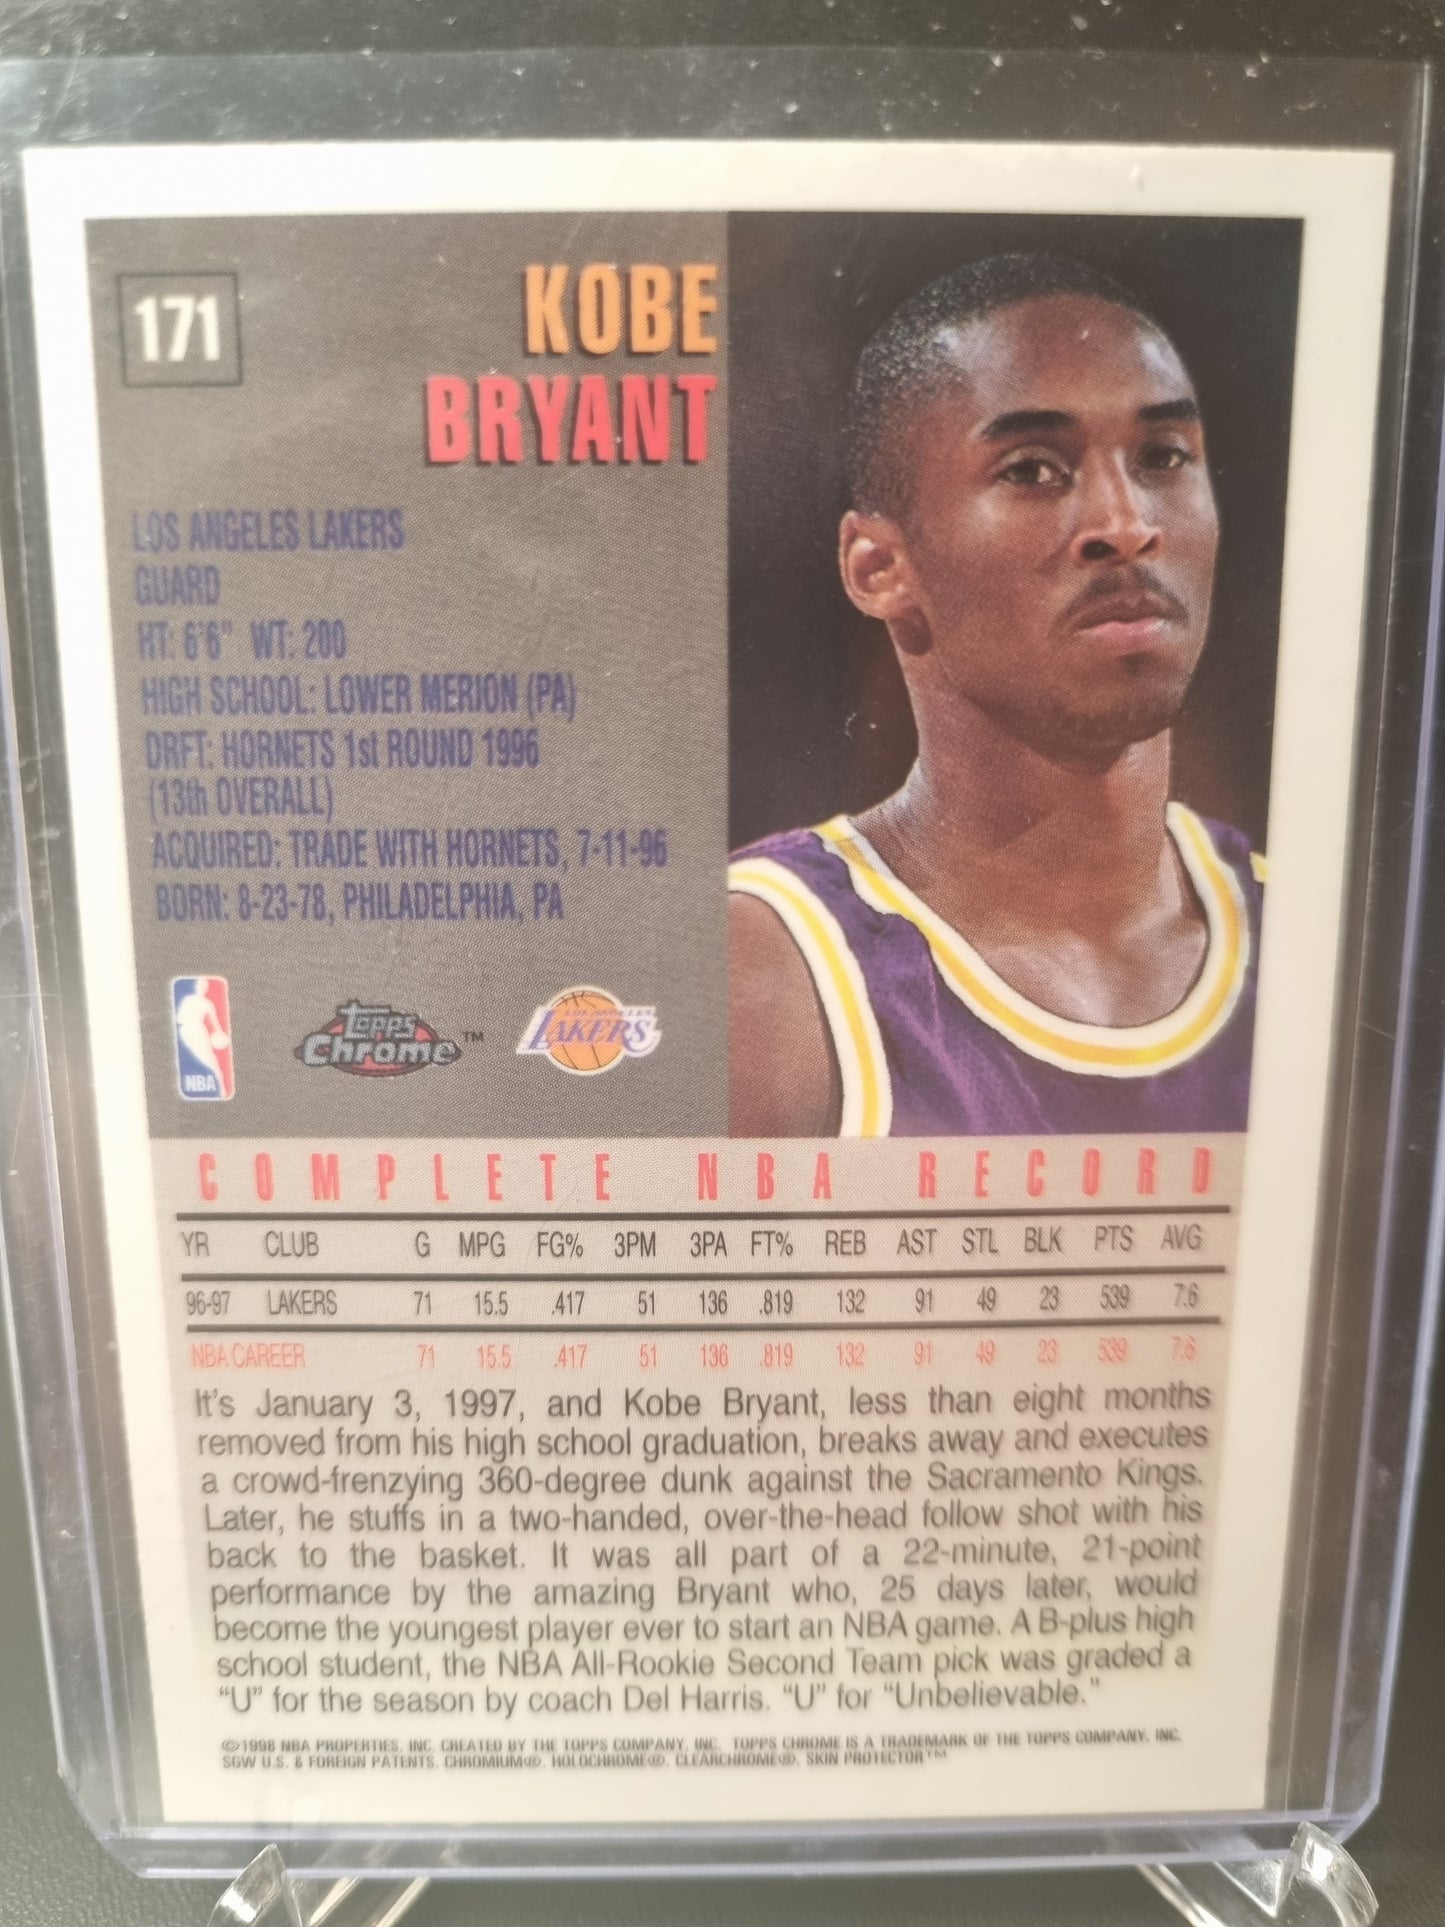 171
KOBE
BRYANT
LOS ANGELES LAKERS
GUARD
HT: 6'6" WT: 200
HIGH SCHOOL: LOWER MERION (PA)
DRFT: HORNETS 1st ROUND 1996
(13th OVERALL)
ACQUIRED: TRADE WITH HORNETS, 7-11-96
BORN: 8-23-78, PHILADELPHIA, PA
NBA
Topps
Chrome™
LOS ANGELES
LAKERS
COMPLETE NBA RECORD
YR CLUB G MPG FG% 3PM 3PA FT% REB AST STL BLK PTS AVG
96-97 LAKERS 71 15.5 .417 51 136 .819 132 91 49 23 539 7.6
NBA CAREER 71 15.5 .417 51 136 .819 132 91 49 23 539 7.6
It's January 3, 1997, and Kobe Bryant, less than eight months
removed from his high school graduation, breaks away and executes
a crowd-frenzying 360-degree dunk against the Sacramento Kings.
Later, he stuffs in a two-handed, over-the-head follow shot with his
back to the basket. It was all part of a 22-minute, 21-point
performance by the amazing Bryant who, 25 days later, would
become the youngest player ever to start an NBA game. A B-plus high
school student, the NBA All-Rookie Second Team pick was graded a
“U” for the season by coach Del Harris. “U” for “Unbelievable.”
©1998 NBA PROPERTIES, INC. CREATED BY THE TOPPS COMPANY, INC. TOPPS CHROME IS A TRADEMARK OF THE TOPPS COMPANY, INC.
SGW U.S. & FOREIGN PATENTS. CHROMIUM®. HOLOCHROME®. CLEARCHROME®. SKIN PROTECTOR™